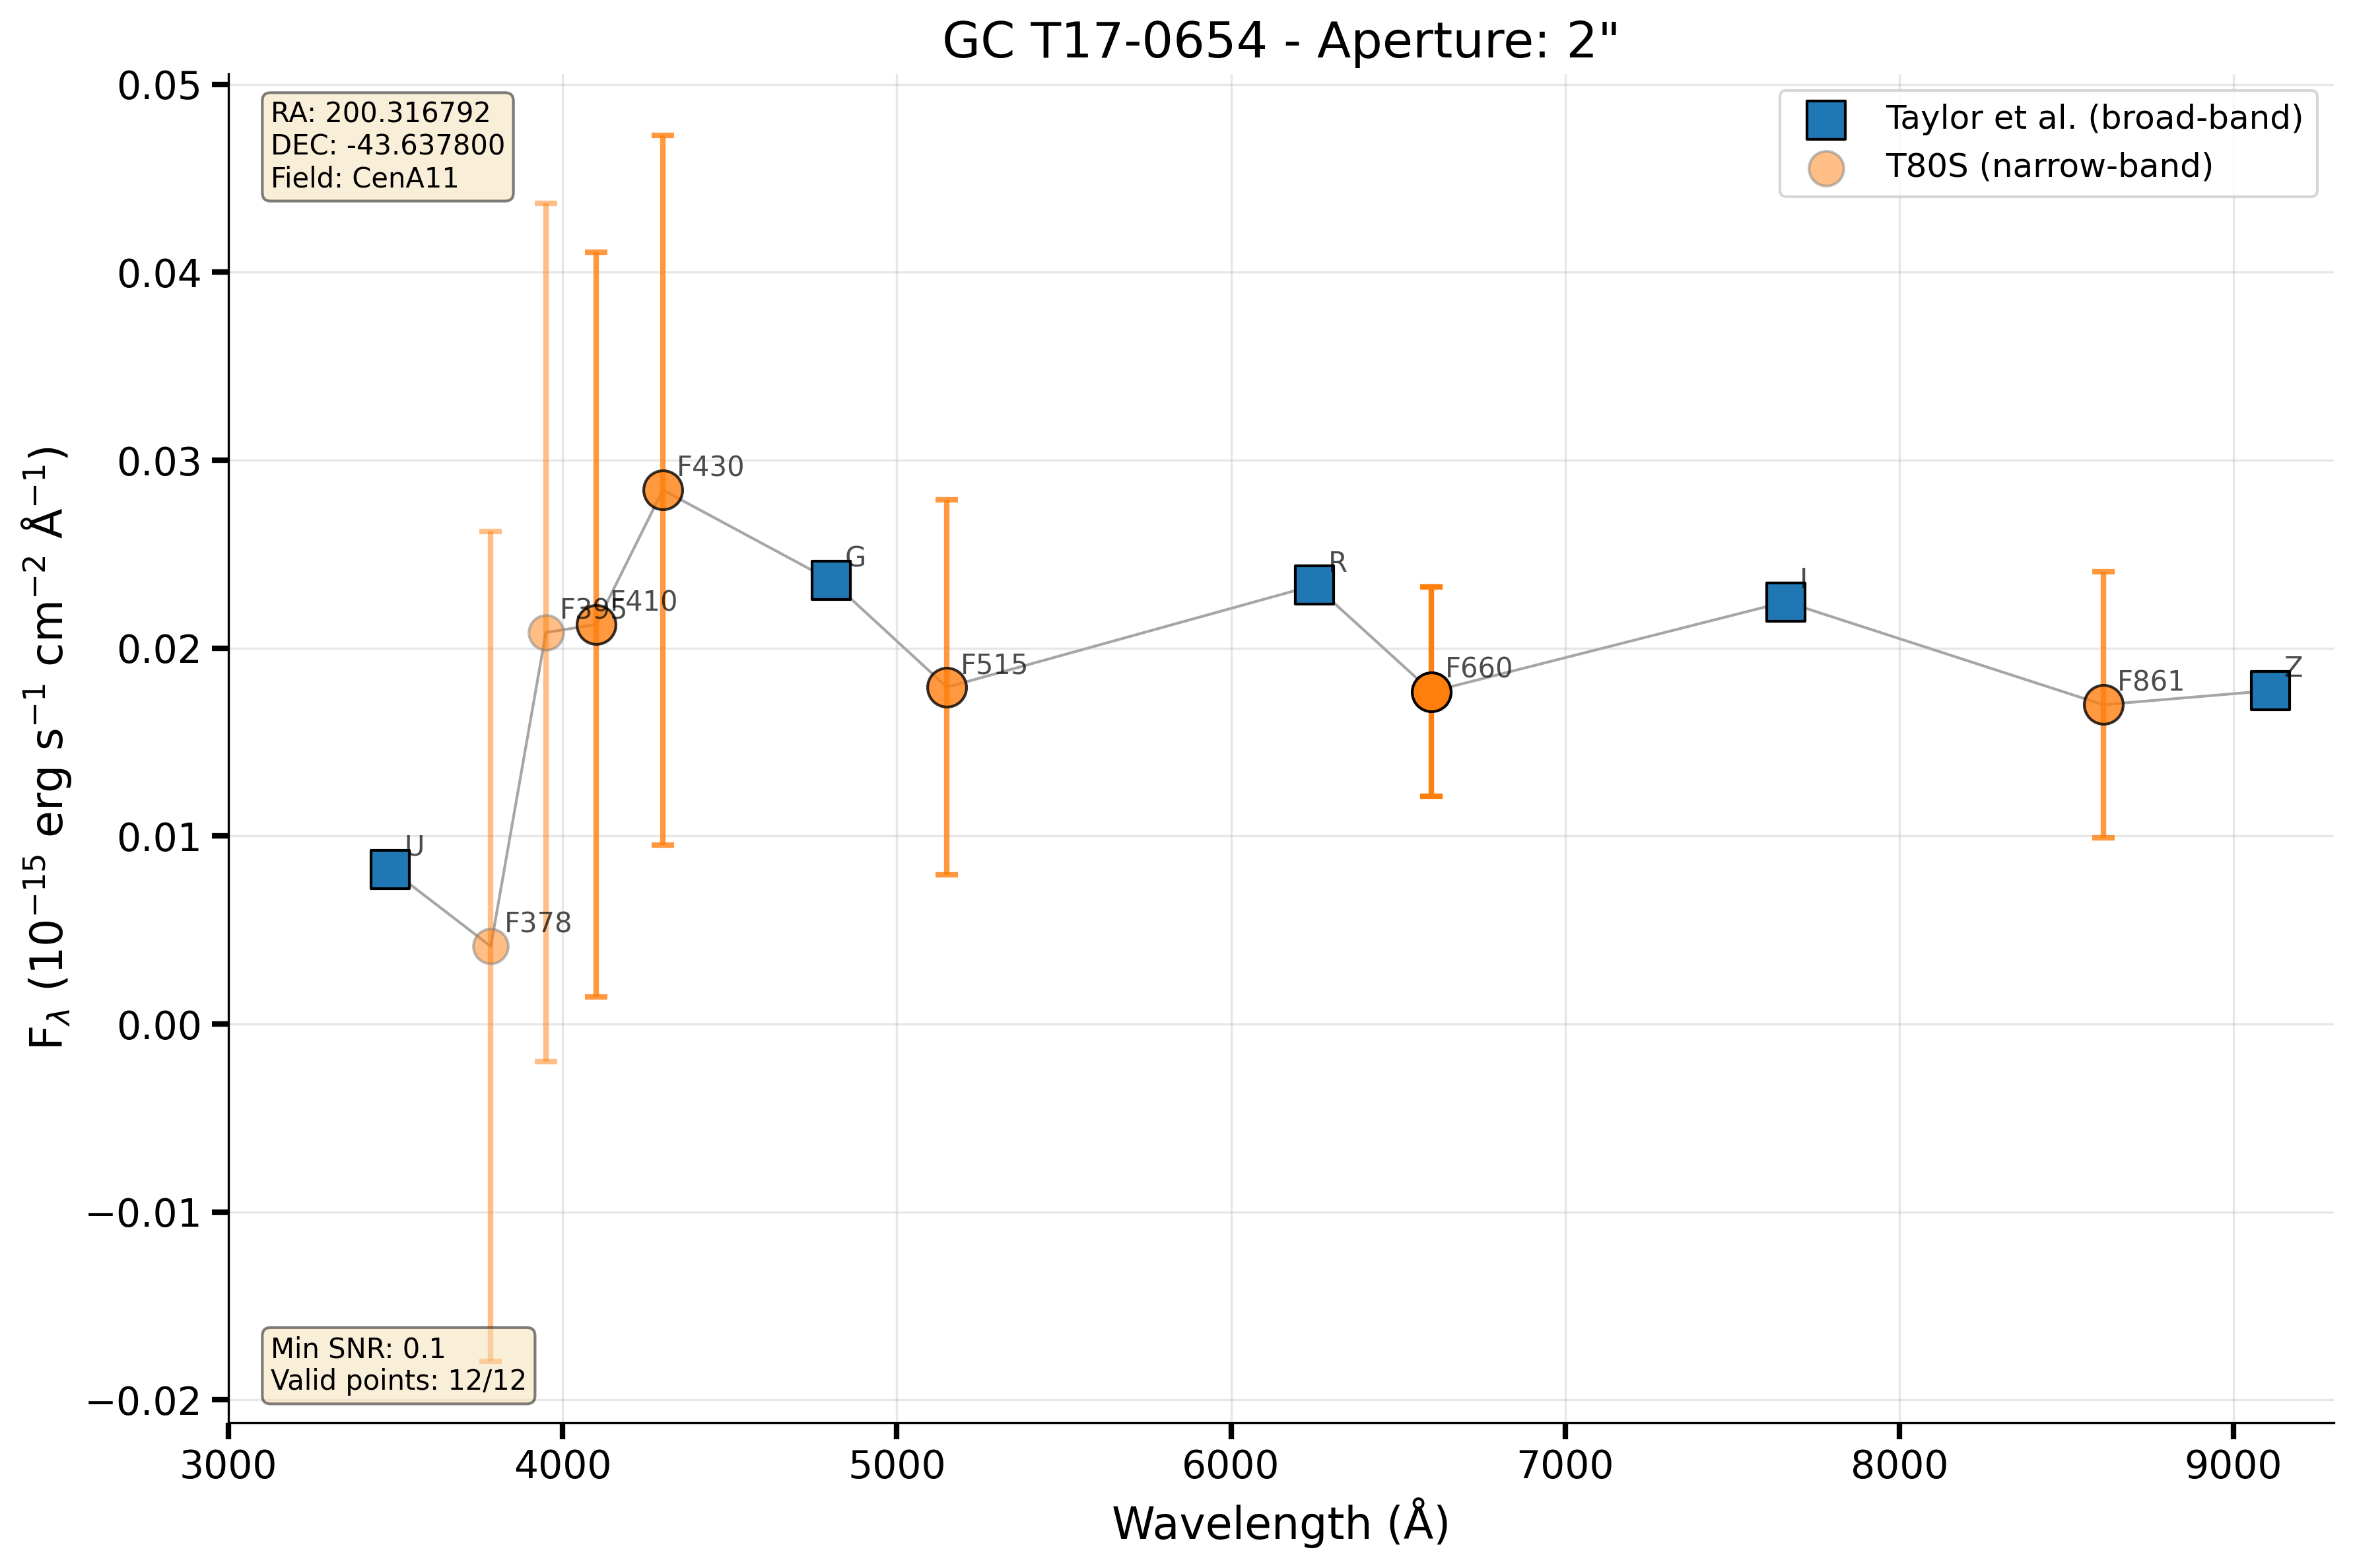 GC T17-0654 - Aperture: 2"
RA: 200.316792
DEC: -43.637800
Field: CenA11
Taylor et al. (broad-band)
T80S (narrow-band)
0.05
0.04
0.03
0.02
0.01
0.00
−0.01
−0.02
F_λ (10⁻¹⁵ erg s⁻¹ cm⁻² Å⁻¹)
U
F378
F395
F410
F430
G
F515
R
F660
I
F861
Z
Min SNR: 0.1
Valid points: 12/12
3000
4000
5000
6000
7000
8000
9000
Wavelength (Å)